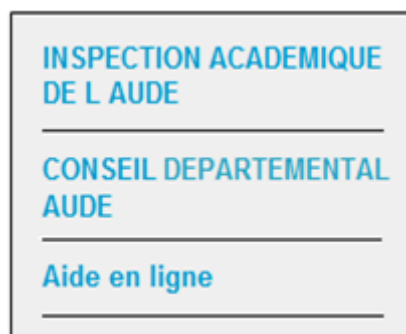 INSPECTION ACADEMIQUE
DE L AUDE
CONSEIL DEPARTEMENTAL
AUDE
Aide en ligne